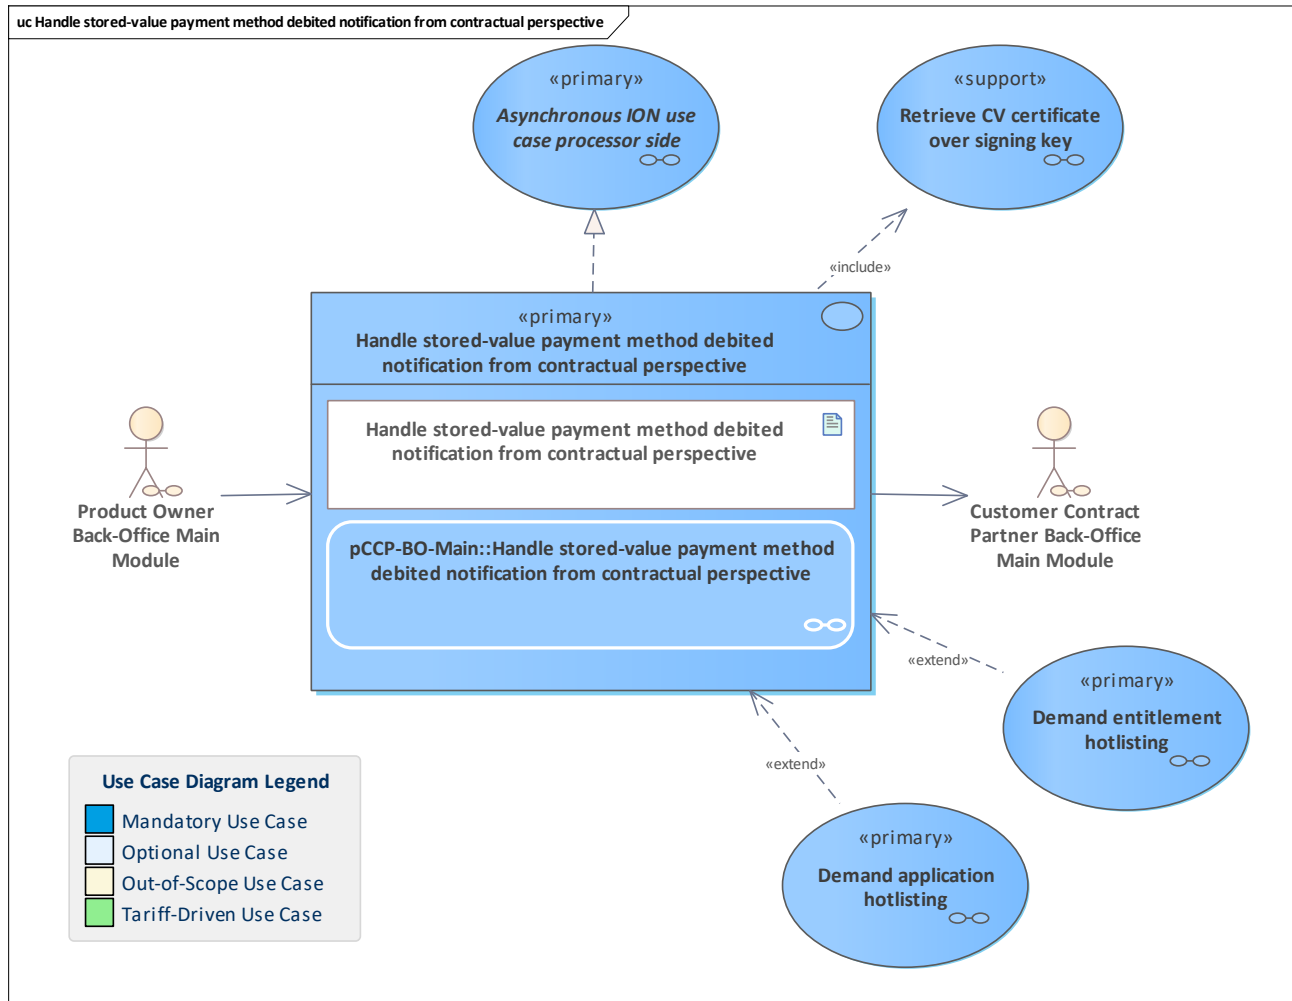 uc Handle stored-value payment method debited notification from contractual perspective
«primary»
Asynchronous ION use
case processor side
«support»
Retrieve CV certificate
over signing key
«include»
«primary»
Handle stored-value payment method debited
notification from contractual perspective
Handle stored-value payment method debited
notification from contractual perspective
pCCP-BO-Main::Handle stored-value payment method
debited notification from contractual perspective
Product Owner
Back-Office Main
Module
Customer Contract
Partner Back-Office
Main Module
«extend»
«primary»
Demand entitlement
hotlisting
«extend»
«primary»
Demand application
hotlisting
Use Case Diagram Legend
Mandatory Use Case
Optional Use Case
Out-of-Scope Use Case
Tariff-Driven Use Case